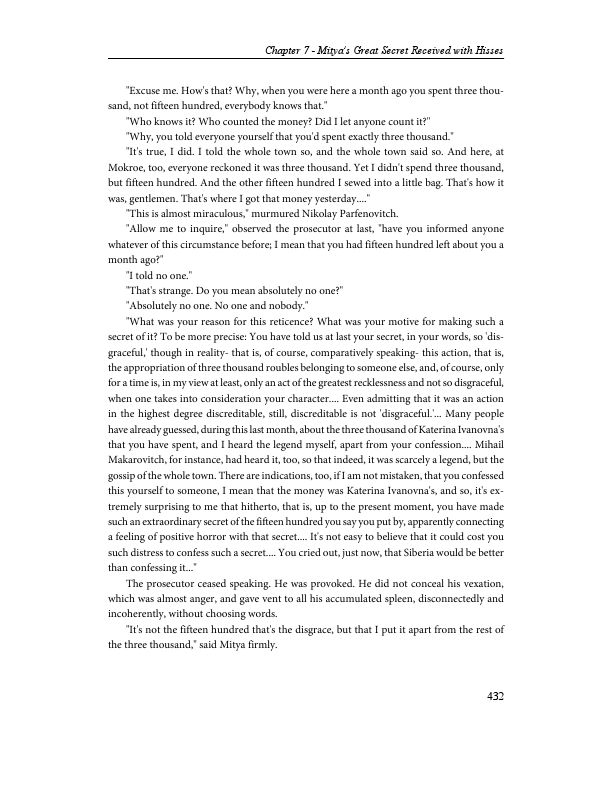 Chapter 7 - Mitya's Great Secret Received with Hisses
"Excuse me. How's that? Why, when you were here a month ago you spent three thou-
sand, not fifteen hundred, everybody knows that."
"Who knows it? Who counted the money? Did I let anyone count it?"
"Why, you told everyone yourself that you'd spent exactly three thousand."
"It's true, I did. I told the whole town so, and the whole town said so. And here, at
Mokroe, too, everyone reckoned it was three thousand. Yet I didn't spend three thousand,
but fifteen hundred. And the other fifteen hundred I sewed into a little bag. That's how it
was, gentlemen. That's where I got that money yesterday...."
"This is almost miraculous," murmured Nikolay Parfenovitch.
"Allow me to inquire," observed the prosecutor at last, "have you informed anyone
whatever of this circumstance before; I mean that you had fifteen hundred left about you a
month ago?"
"I told no one."
"That's strange. Do you mean absolutely no one?"
"Absolutely no one. No one and nobody."
"What was your reason for this reticence? What was your motive for making such a
secret of it? To be more precise: You have told us at last your secret, in your words, so 'dis-
graceful,' though in reality- that is, of course, comparatively speaking- this action, that is,
the appropriation of three thousand roubles belonging to someone else, and, of course, only
for a time is, in my view at least, only an act of the greatest recklessness and not so disgraceful,
when one takes into consideration your character.... Even admitting that it was an action
in the highest degree discreditable, still, discreditable is not 'disgraceful.'... Many people
have already guessed, during this last month, about the three thousand of Katerina Ivanovna's
that you have spent, and I heard the legend myself, apart from your confession.... Mihail
Makarovitch, for instance, had heard it, too, so that indeed, it was scarcely a legend, but the
gossip of the whole town. There are indications, too, if I am not mistaken, that you confessed
this yourself to someone, I mean that the money was Katerina Ivanovna's, and so, it's ex-
tremely surprising to me that hitherto, that is, up to the present moment, you have made
such an extraordinary secret of the fifteen hundred you say you put by, apparently connecting
a feeling of positive horror with that secret.... It's not easy to believe that it could cost you
such distress to confess such a secret.... You cried out, just now, that Siberia would be better
than confessing it..."
The prosecutor ceased speaking. He was provoked. He did not conceal his vexation,
which was almost anger, and gave vent to all his accumulated spleen, disconnectedly and
incoherently, without choosing words.
"It's not the fifteen hundred that's the disgrace, but that I put it apart from the rest of
the three thousand," said Mitya firmly.
432